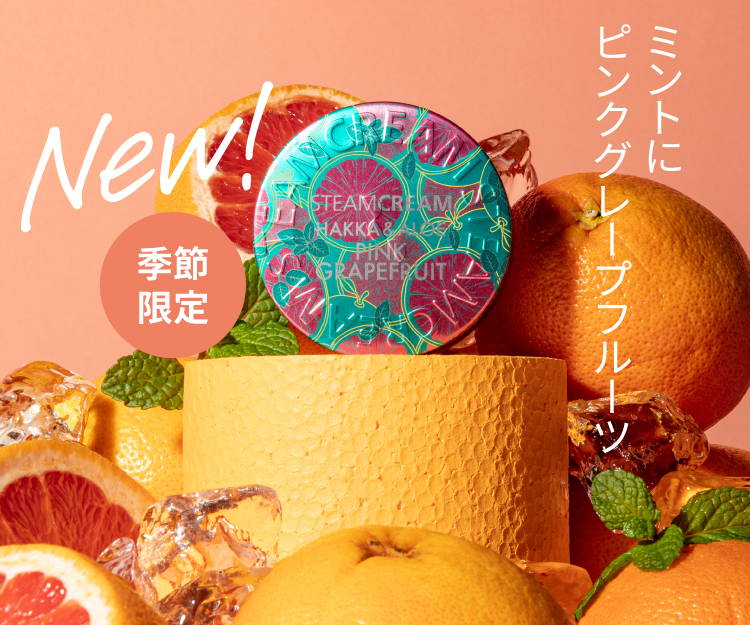 ミントに
ピンクグレープフルーツ
New!
季節
限定
STEAMCREAM
STEAMCREAM
HAKKA &
PINK
GRAPEFRUIT